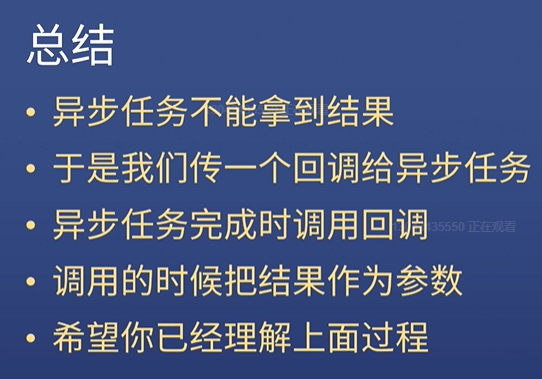 总结
• 异步任务不能拿到结果
• 于是我们传一个回调给异步任务
• 异步任务完成时调用回调
• 调用的时候把结果作为参数
• 希望你已经理解上面过程
435550 正在观看